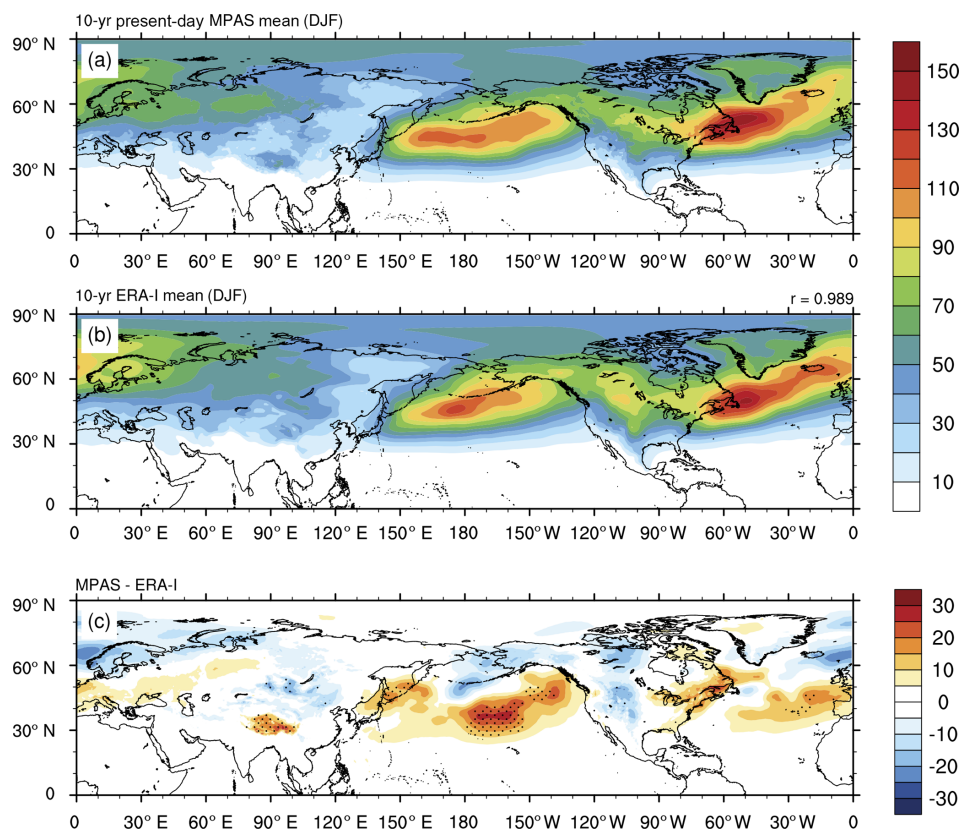 10-yr present-day MPAS mean (DJF)
90° N
(a)
60° N
30° N
0
0 30° E 60° E 90° E 120° E 150° E 180 150° W 120° W 90° W 60° W 30° W 0
10-yr ERA-I mean (DJF) r = 0.989
90° N
(b)
60° N
30° N
0
0 30° E 60° E 90° E 120° E 150° E 180 150° W 120° W 90° W 60° W 30° W 0
150
130
110
90
70
50
30
10
MPAS - ERA-I
90° N
(c)
60° N
30° N
0
0 30° E 60° E 90° E 120° E 150° E 180 150° W 120° W 90° W 60° W 30° W 0
30
20
10
0
-10
-20
-30